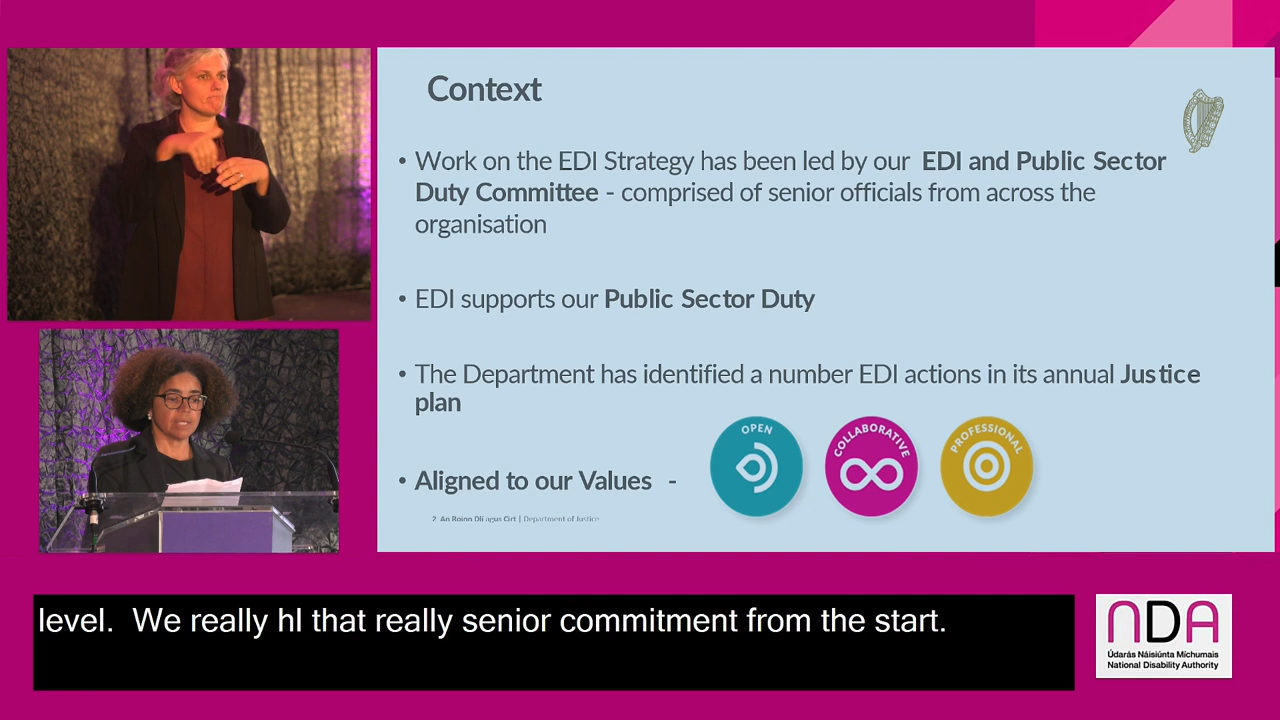 Context
• Work on the EDI Strategy has been led by our EDI and Public Sector
Duty Committee - comprised of senior officials from across the
organisation
• EDI supports our Public Sector Duty
• The Department has identified a number EDI actions in its annual Justice
plan
• Aligned to our Values -
OPEN
COLLABORATIVE
PROFESSIONAL
2 An Roinn Dlí agus Cirt | Department of Justice
level. We really hl that really senior commitment from the start.
NDA
Údarás Náisiúnta Míchumais
National Disability Authority